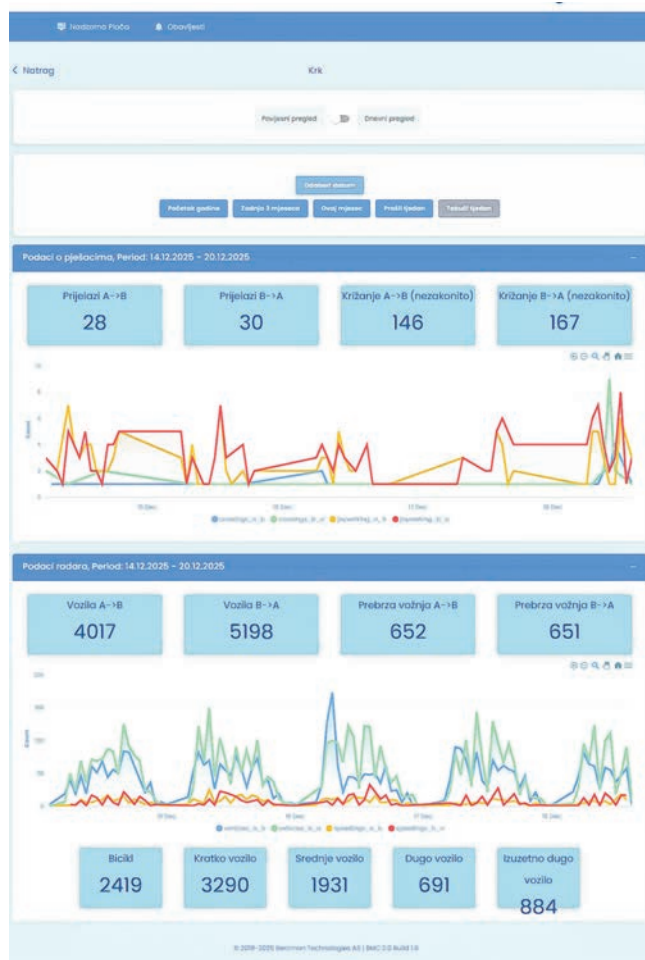 Nadzorna Ploča
Obavijesti
Natrag
Krk
Povijesni pregled
Dnevni pregled
Odaberi datum
Početak godine
Zadnja 3 mjeseca
Ovaj mjesec
Prošli tjedan
Tekući tjedan
Podaci o pješacima, Period: 14.12.2025 - 20.12.2025
Prijelazi A->B
28
Prijelazi B->A
30
Križanje A->B (nezakonito)
146
Križanje B->A (nezakonito)
167
Podaci radara, Period: 14.12.2025 - 20.12.2025
Vozila A->B
4017
Vozila B->A
5198
Prebrza vožnja A->B
652
Prebrza vožnja B->A
651
Bicikl
2419
Kratko vozilo
3290
Srednje vozilo
1931
Dugo vozilo
691
Izuzetno dugo
vozilo
884